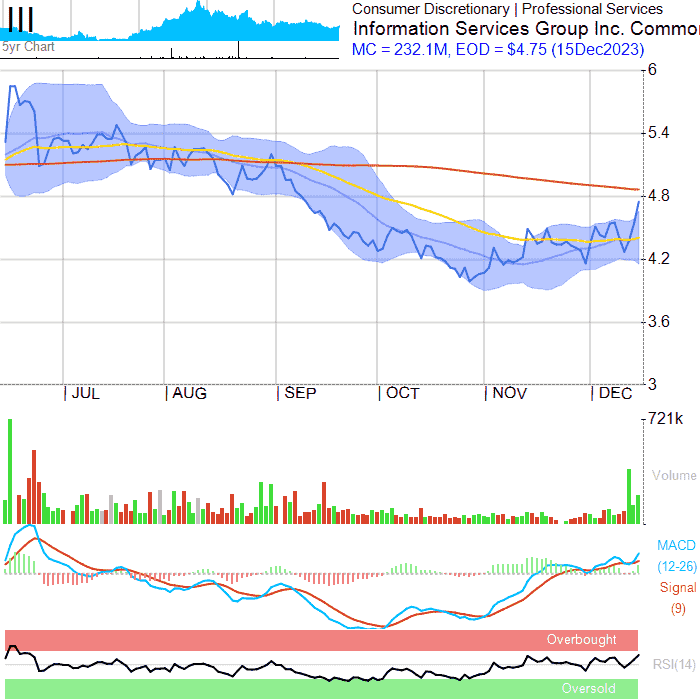 III
5yr Chart
Consumer Discretionary | Professional Services
Information Services Group Inc. Commo
MC = 232.1M, EOD = $4.75 (15Dec2023)
6
5.4
4.8
4.2
3.6
3
JUL
AUG
SEP
OCT
NOV
DEC
721k
Volume
MACD
(12-26)
Signal
(9)
Overbought
RSI(14)
Oversold